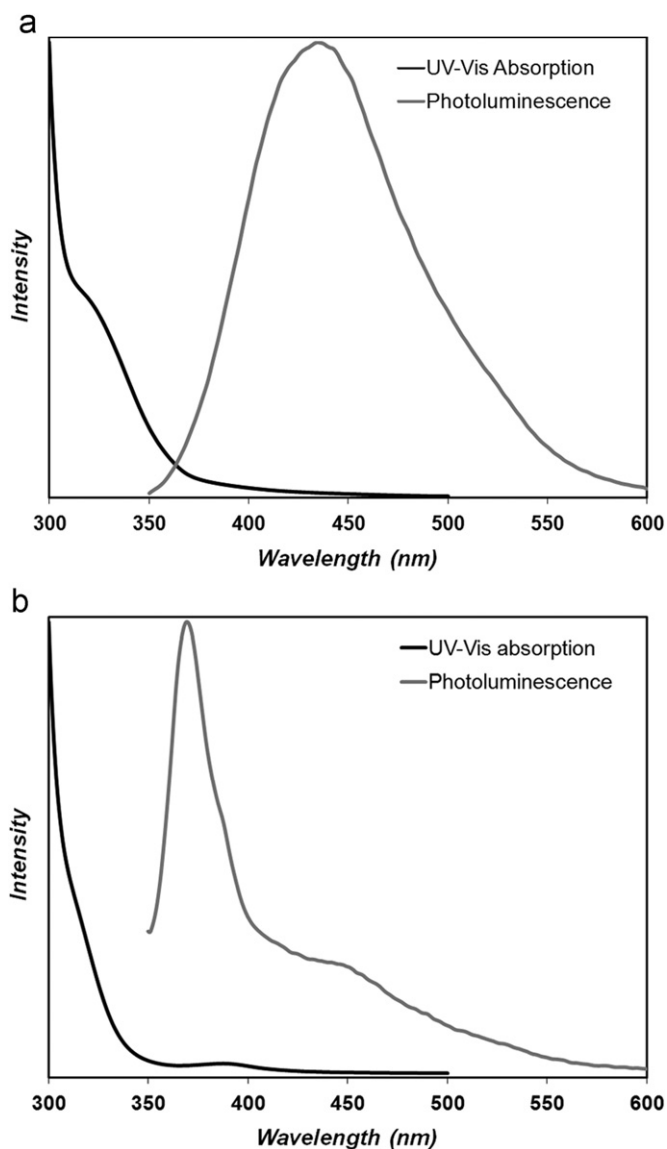 a
UV-Vis Absorption
Photoluminescence
Intensity
300 350 400 450 500 550 600
Wavelength (nm)
b
UV-Vis absorption
Photoluminescence
Intensity
300 350 400 450 500 550 600
Wavelength (nm)